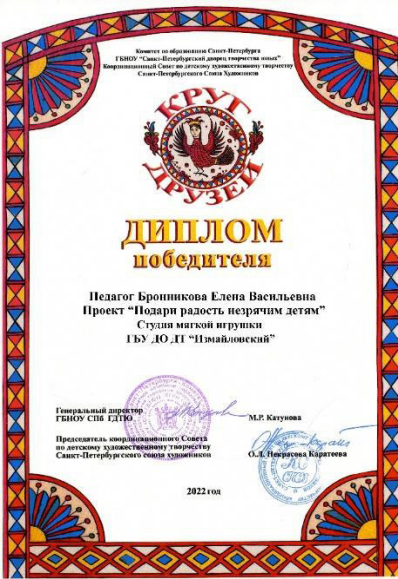 Комитет по образованию Санкт-Петербурга
ГБНОУ "Санкт-Петербургский дворец творчества юных"
Координационный Совет по детскому художественному творчеству
Санкт-Петербургского Союза Художников
КРУГ
ДРУЗЕЙ
ДИПЛОМ
победителя
Педагог Бронникова Елена Васильевна
Проект "Подари радость незрячим детям"
Студия мягкой игрушки
ГБУ ДО ДТ "Измайловский"
Генеральный директор
ГБНОУ СПб ГДТЮ
М.Р. Катунова
Председатель координационного Совета
по детскому художественному творчеству
Санкт-Петербургского союза художников
О.Л. Некрасова Каратеева
2022 год